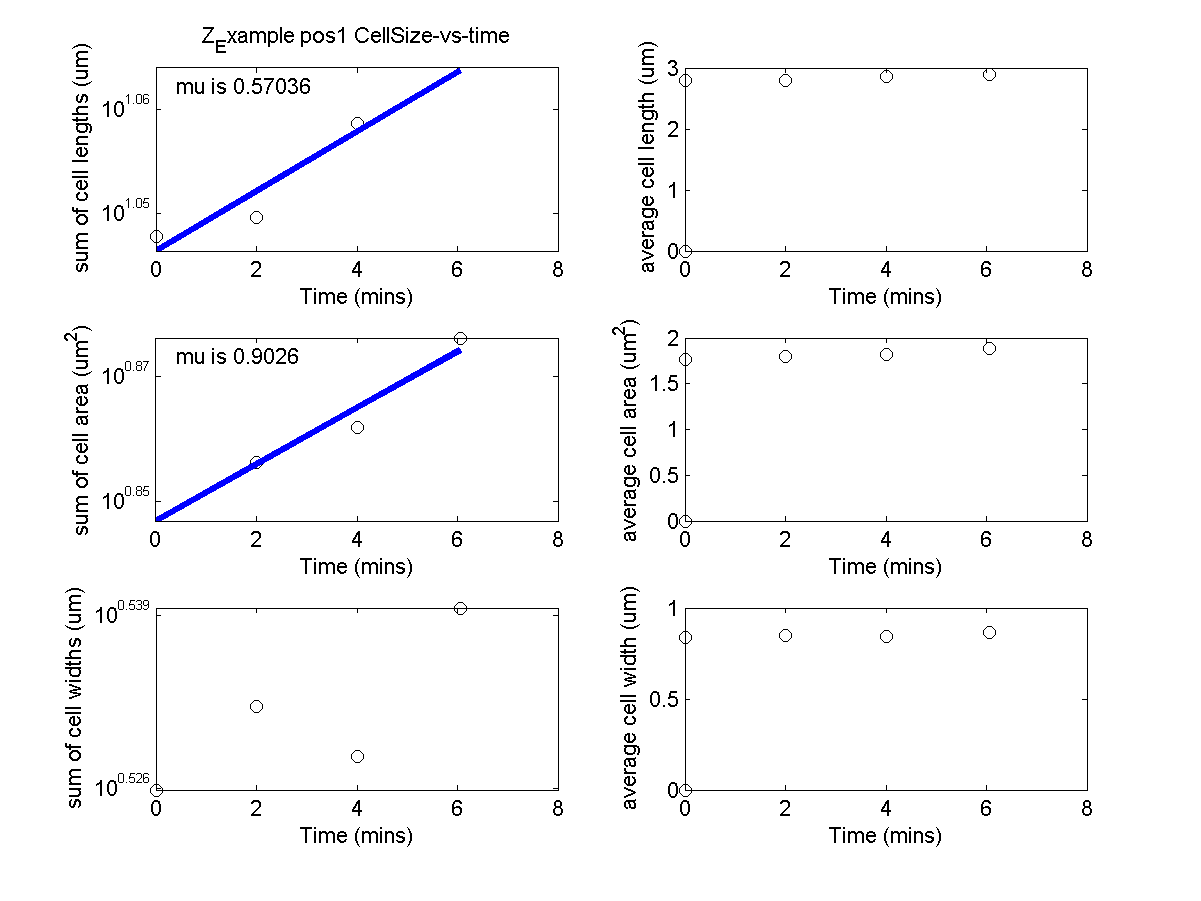 Z_Example pos1 CellSize-vs-time
sum of cell lengths (um)
mu is 0.57036
10^1.06
10^1.05
0 2 4 6 8
Time (mins)
average cell length (um)
3
2
1
0
0 2 4 6 8
Time (mins)
sum of cell area (um^2)
mu is 0.9026
10^0.87
10^0.85
0 2 4 6 8
Time (mins)
average cell area (um^2)
2
1.5
1
0.5
0
0 2 4 6 8
Time (mins)
sum of cell widths (um)
10^0.539
10^0.526
0 2 4 6 8
Time (mins)
average cell width (um)
1
0.5
0
0 2 4 6 8
Time (mins)